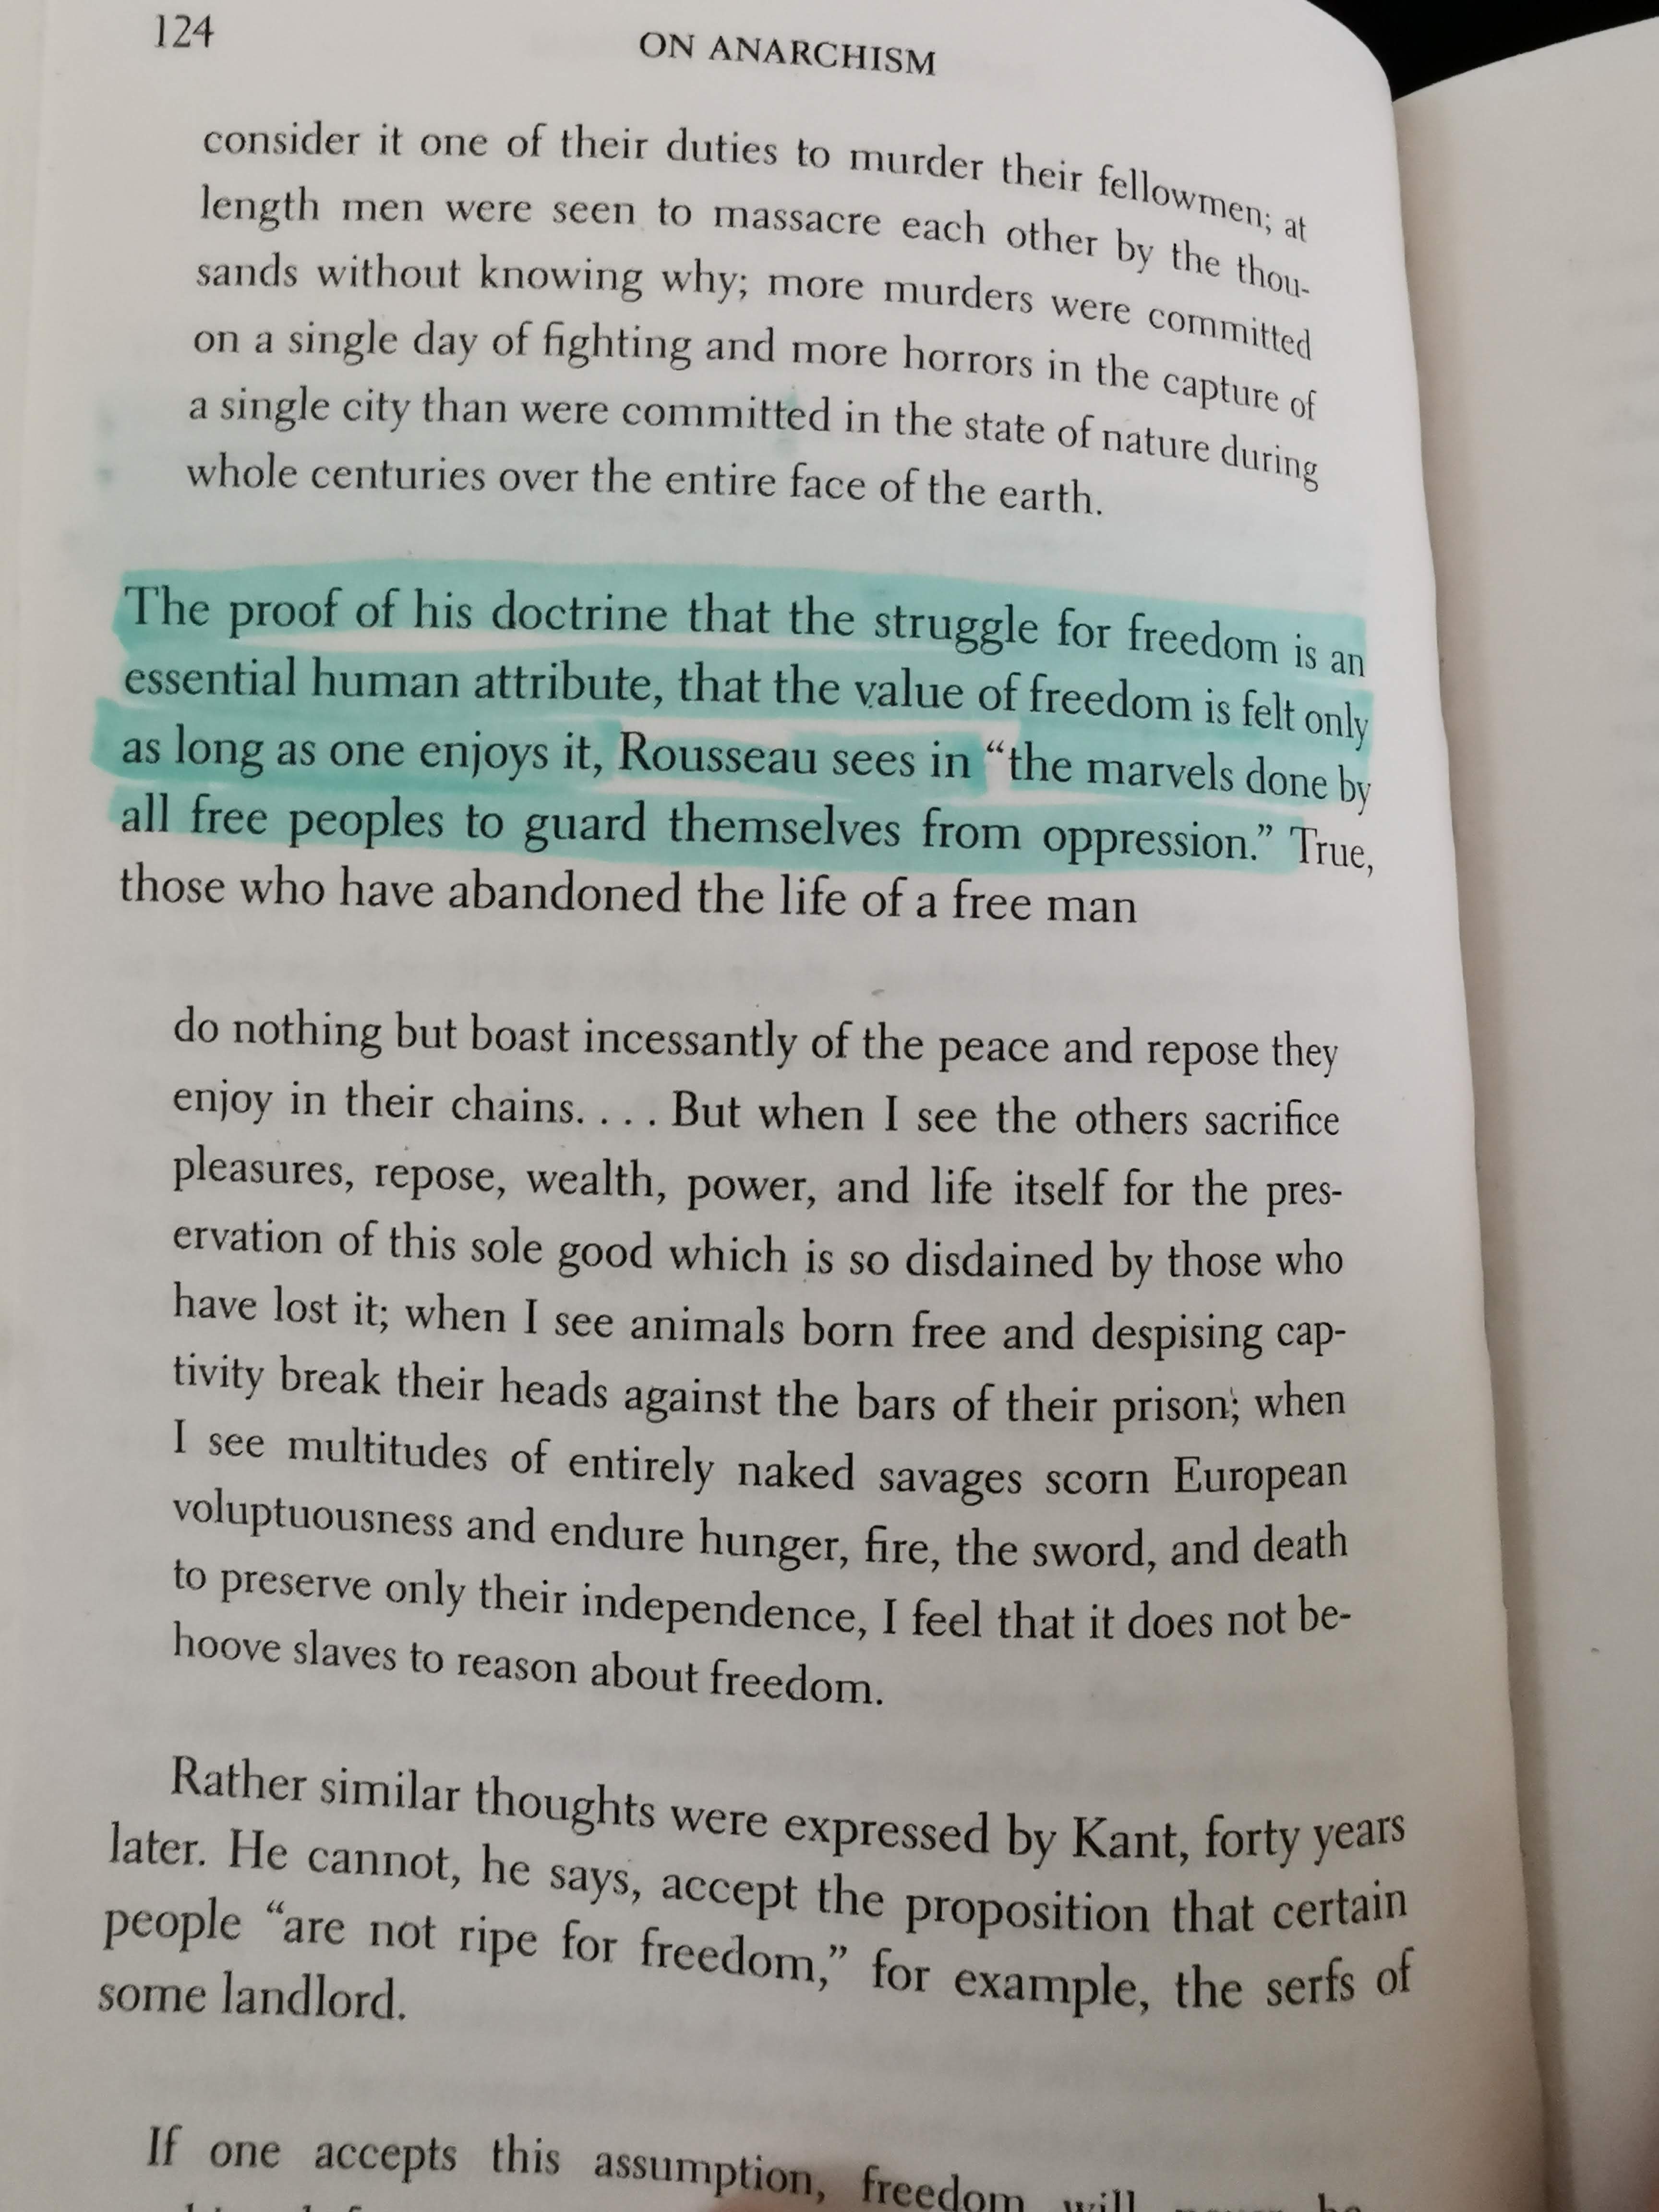 124
ON ANARCHISM
consider it one of their duties to murder their fellowmen; at
length men were seen to massacre each other by the thou-
sands without knowing why; more murders were committed
on a single day of fighting and more horrors in the capture of
a single city than were committed in the state of nature during
whole centuries over the entire face of the earth.
The proof of his doctrine that the struggle for freedom is an
essential human attribute, that the value of freedom is felt only
as long as one enjoys it, Rousseau sees in “the marvels done by
all free peoples to guard themselves from oppression.” True,
those who have abandoned the life of a free man
do nothing but boast incessantly of the peace and repose they
enjoy in their chains. . . . But when I see the others sacrifice
pleasures, repose, wealth, power, and life itself for the pres-
ervation of this sole good which is so disdained by those who
have lost it; when I see animals born free and despising cap-
tivity break their heads against the bars of their prison; when
I see multitudes of entirely naked savages scorn European
voluptuousness and endure hunger, fire, the sword, and death
to preserve only their independence, I feel that it does not be-
hoove slaves to reason about freedom.
Rather similar thoughts were expressed by Kant, forty years
later. He cannot, he says, accept the proposition that certain
people “are not ripe for freedom,” for example, the serfs of
some landlord.
If one accepts this assumption, freedom will